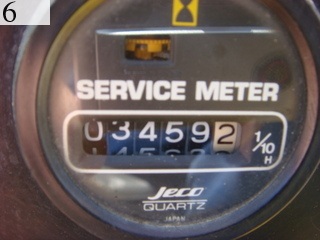 6
SERVICE METER
034592
1/10
H
Jeco
QUARTZ
JAPAN